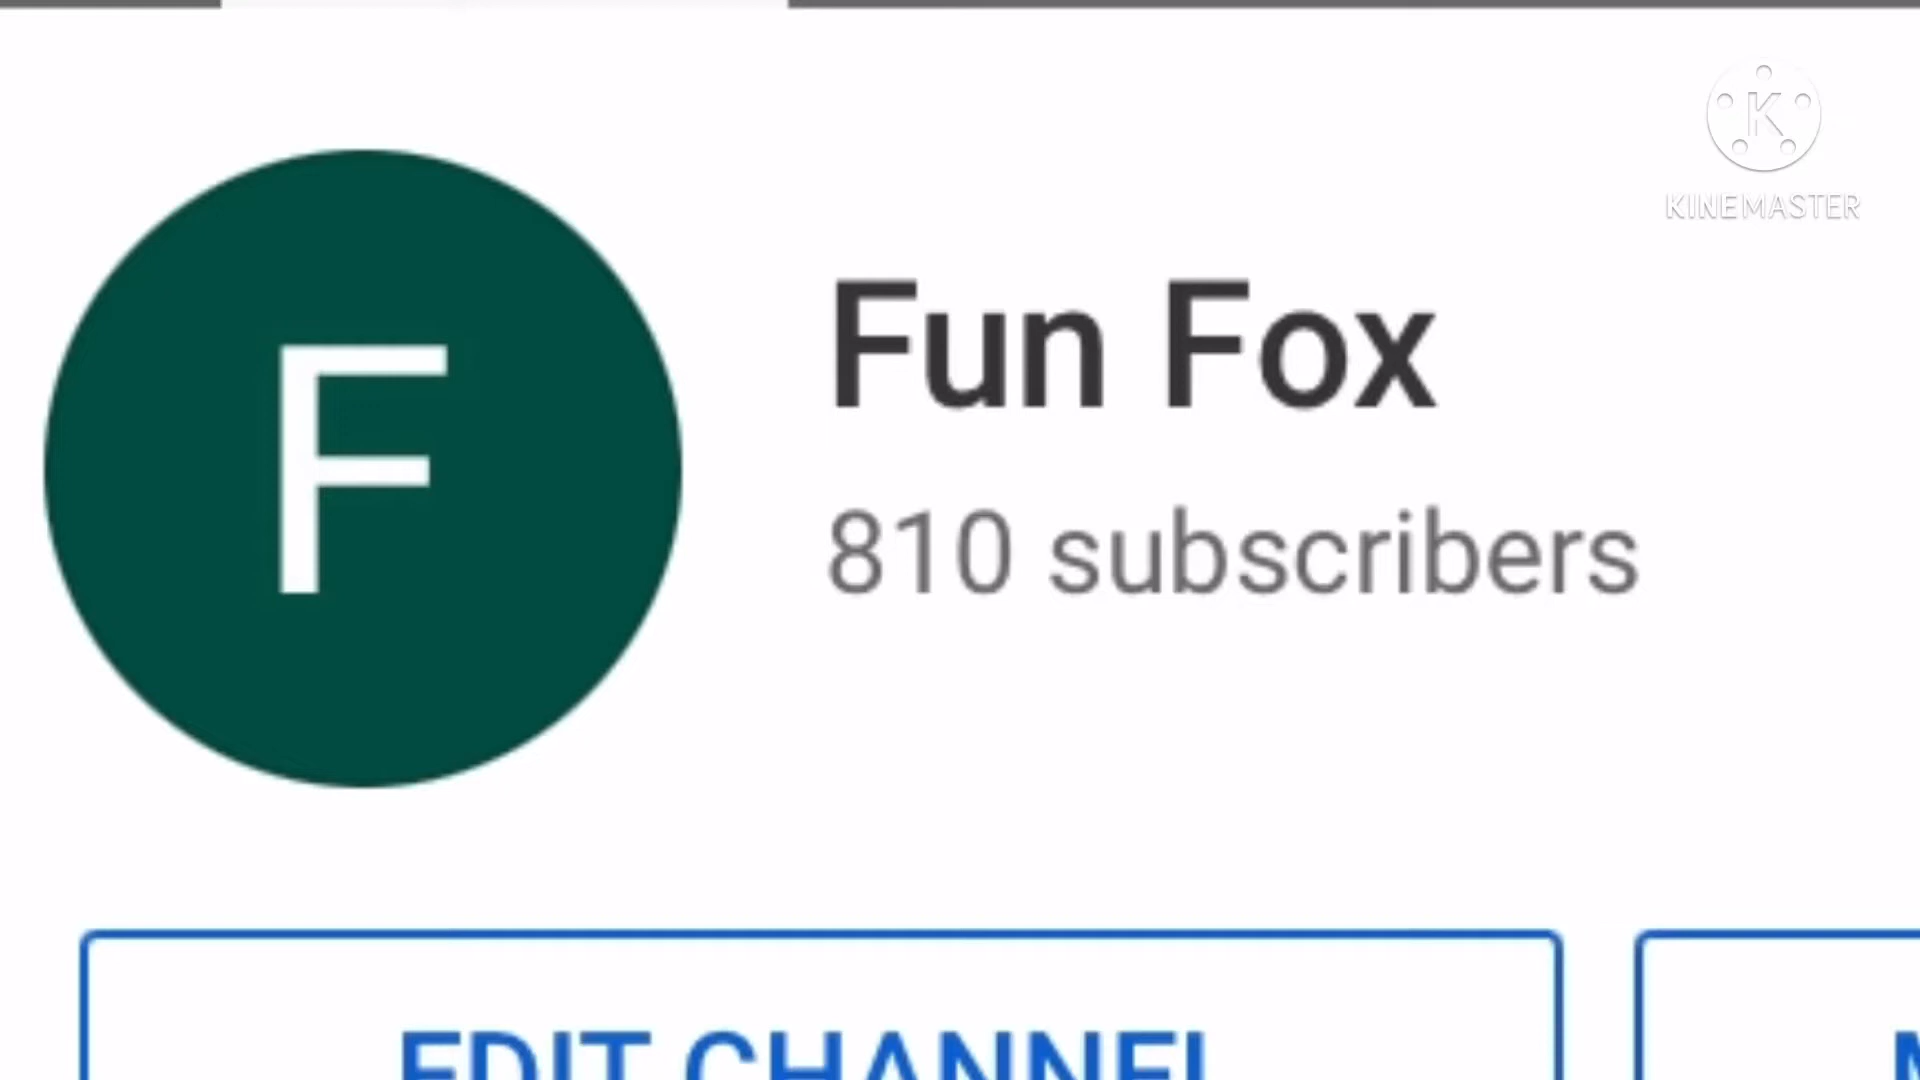 K
KINEMASTER
F
Fun Fox
810 subscribers
EDIT CHANNEL